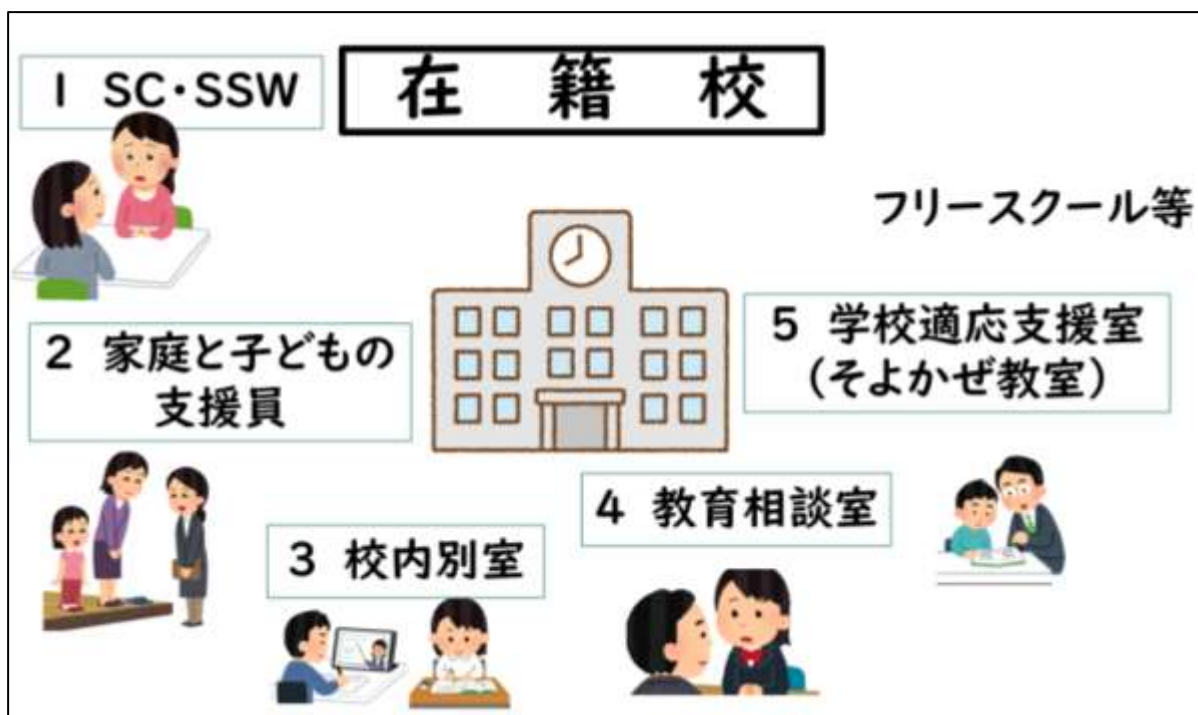 1 SC・SSW
在 籍 校
フリースクール等
2 家庭と子どもの
支援員
5 学校適応支援室
(そよかぜ教室)
3 校内別室
4 教育相談室